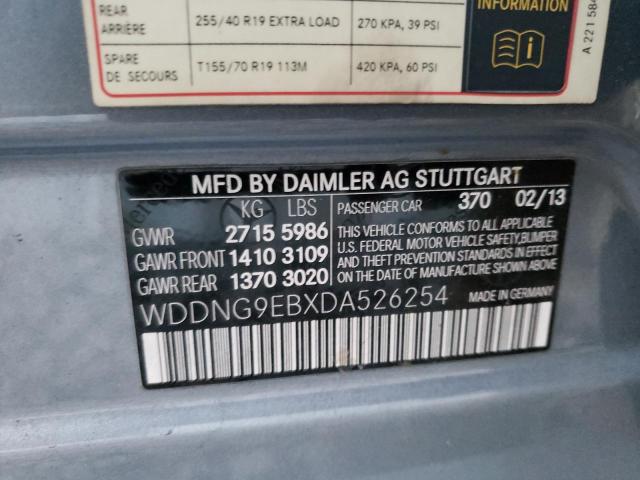 REAR
ARRIÈRE
255/40 R19 EXTRA LOAD
270 KPA, 39 PSI
SPARE
DE SECOURS
T155/70 R19 113M
420 KPA, 60 PSI
INFORMATION
A 221 584
MFD BY DAIMLER AG STUTTGART
KG LBS
PASSENGER CAR 370 02/13
GVWR 2715 5986
GAWR FRONT 1410 3109
GAWR REAR 1370 3020
THIS VEHICLE CONFORMS TO ALL APPLICABLE
U.S. FEDERAL MOTOR VEHICLE SAFETY, BUMPER
AND THEFT PREVENTION STANDARDS IN EFFECT
ON THE DATE OF MANUFACTURE SHOWN ABOVE
WDDNG9EBXDA526254
MADE IN GERMANY